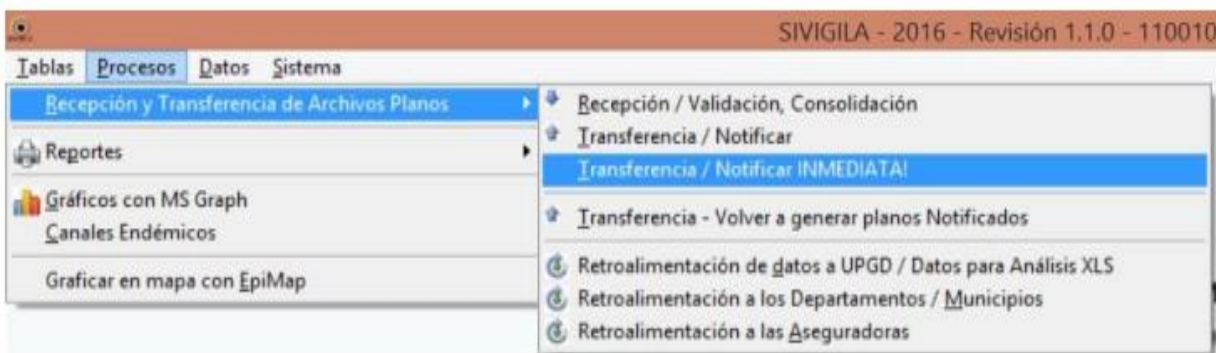 SIVIGILA - 2016 - Revisión 1.1.0 - 110010
Tablas Procesos Datos Sistema
Recepción y Transferencia de Archivos Planos
Reportes
Gráficos con MS Graph
Canales Endémicos
Graficar en mapa con EpiMap
Recepción / Validación, Consolidación
Transferencia / Notificar
Transferencia / Notificar INMEDIATA!
Transferencia - Volver a generar planos Notificados
Retroalimentación de datos a UPGD / Datos para Análisis XLS
Retroalimentación a los Departamentos / Municipios
Retroalimentación a las Aseguradoras